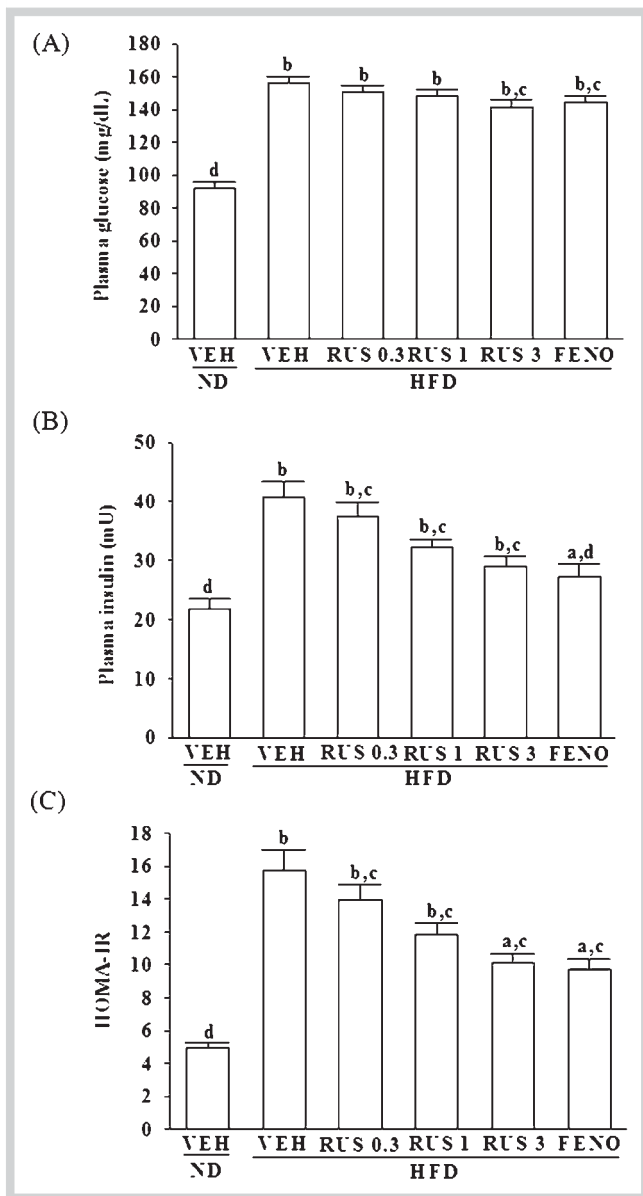 (A)
Plasma glucose (mg/dL)
180
160
140
120
100
80
60
40
20
0
d b b b b,c b,c
VEH VEH RUS 0.3 RUS 1 RUS 3 FENO
ND HFD
(B)
Plasma insulin (mU)
50
40
30
20
10
0
d b b,c b,c b,c a,d
VEH VEH RUS 0.3 RUS 1 RUS 3 FENO
ND HFD
(C)
HOMA-IR
18
16
14
12
10
8
6
4
2
0
d b b,c b,c a,c a,c
VEH VEH RUS 0.3 RUS 1 RUS 3 FENO
ND HFD